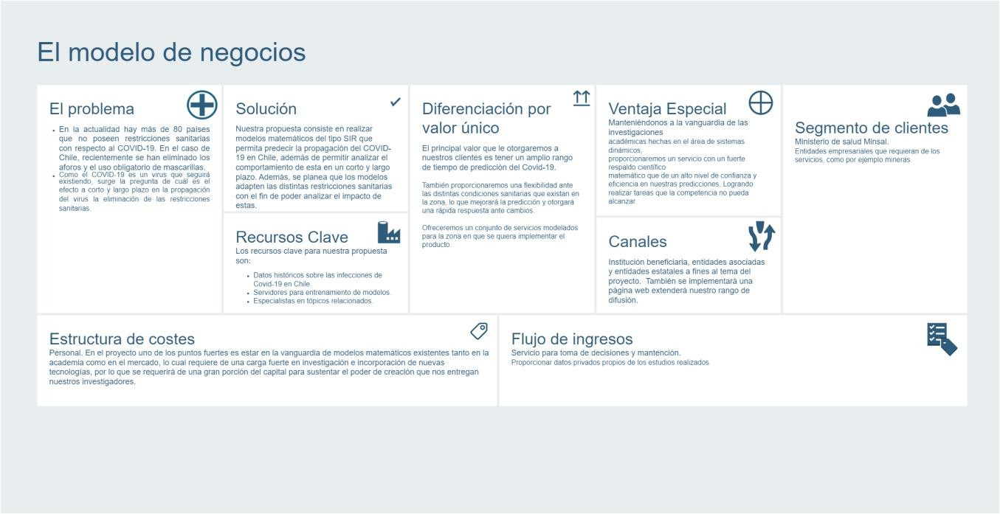 El modelo de negocios
El problema
• En la actualidad hay más de 80 países
que no poseen restricciones sanitarias
con respecto al COVID-19. En el caso de
Chile, recientemente se han eliminado los
aforos y el uso obligatorio de mascarillas.
• Como el COVID-19 es un virus que seguirá
existiendo, surge la pregunta de cuál es el
efecto a corto y largo plazo en la propagación
del virus la eliminación de las restricciones
sanitarias.
Solución
Nuestra propuesta consiste en realizar
modelos matemáticos del tipo SIR que
permita predecir la propagación del COVID-
19 en Chile, además de permitir analizar el
comportamiento de esta en un corto y largo
plazo. Además, se planea que los modelos
adapten las distintas restricciones sanitarias
con el fin de poder analizar el impacto de
estas.
Recursos Clave
Los recursos clave para nuestra propuesta
son:
• Datos históricos sobre las infecciones de
Covid-19 en Chile.
• Servidores para entrenamiento de modelos.
• Especialistas en tópicos relacionados.
Diferenciación por
valor único
El principal valor que le otorgaremos a
nuestros clientes es tener un amplio rango
de tiempo de predicción del Covid-19.
También proporcionaremos una flexibilidad ante
las distintas condiciones sanitarias que existan en
la zona, lo que mejorará la predicción y otorgará
una rápida respuesta ante cambios.
Ofreceremos un conjunto de servicios modelados
para la zona en que se quiera implementar el
producto.
Ventaja Especial
Manteniéndonos a la vanguardia de las
investigaciones
académicas hechas en el área de sistemas
dinámicos,
proporcionaremos un servicio con un fuerte
respaldo científico
matemático que de un alto nivel de confianza y
eficiencia en nuestras predicciones. Logrando
realizar tareas que la competencia no pueda
alcanzar.
Canales
Institución beneficiaria, entidades asociadas
y entidades estatales a fines al tema del
proyecto.  También se implementará una
página web extenderá nuestro rango de
difusión.
Segmento de clientes
Ministerio de salud Minsal.
Entidades empresariales que requieran de los
servicios, como por ejemplo mineras.
Estructura de costes
Personal. En el proyecto uno de los puntos fuertes es estar en la vanguardia de modelos matemáticos existentes tanto en la
academia como en el mercado, lo cual requiere de una carga fuerte en investigación e incorporación de nuevas
tecnologías, por lo que se requerirá de una gran porción del capital para sustentar el poder de creación que nos entregan
nuestros investigadores.
Flujo de ingresos
Servicio para toma de decisiones y mantención.
Proporcionar datos privados propios de los estudios realizados.